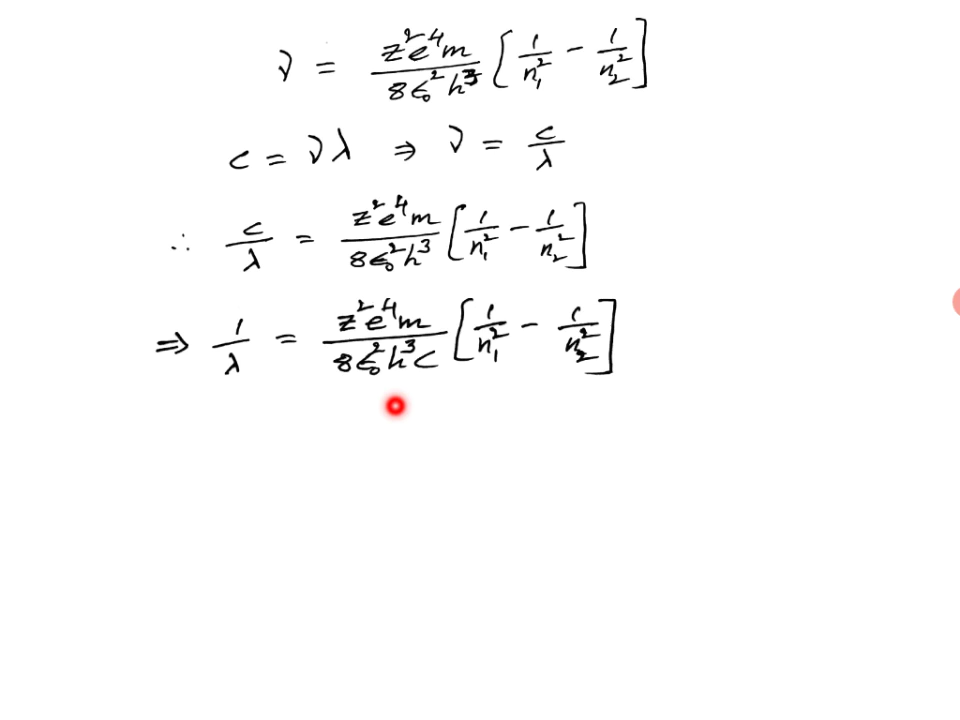 ν = z²e⁴m / 8ϵ₀²h³ [1/n₁² − 1/n₂²]
c = νλ ⇒ ν = c/λ
∴ c/λ = z²e⁴m / 8ϵ₀²h³ [1/n₁² − 1/n₂²]
⇒ 1/λ = z²e⁴m / 8ϵ₀²h³c [1/n₁² − 1/n₂²]